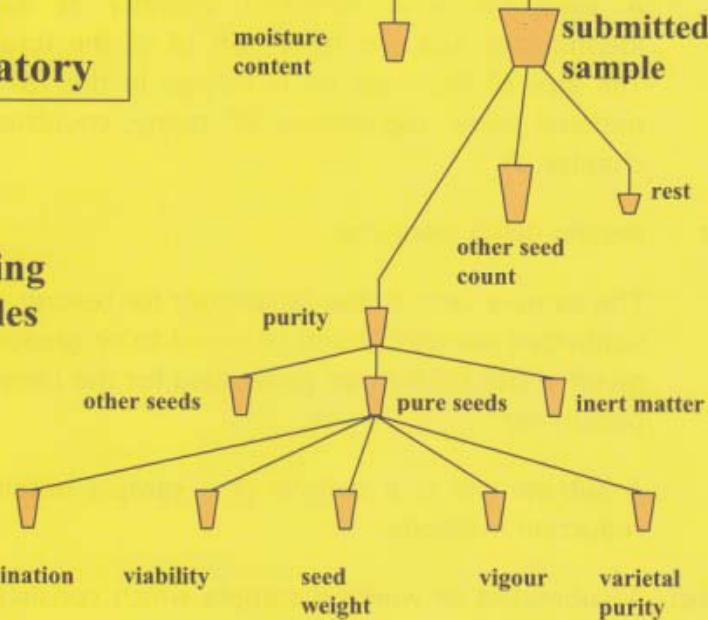 submitted
sample
moisture
content
atory
rest
other seed
count
ing
les
purity
other seeds
pure seeds
inert matter
ination
viability
seed
weight
vigour
varietal
purity